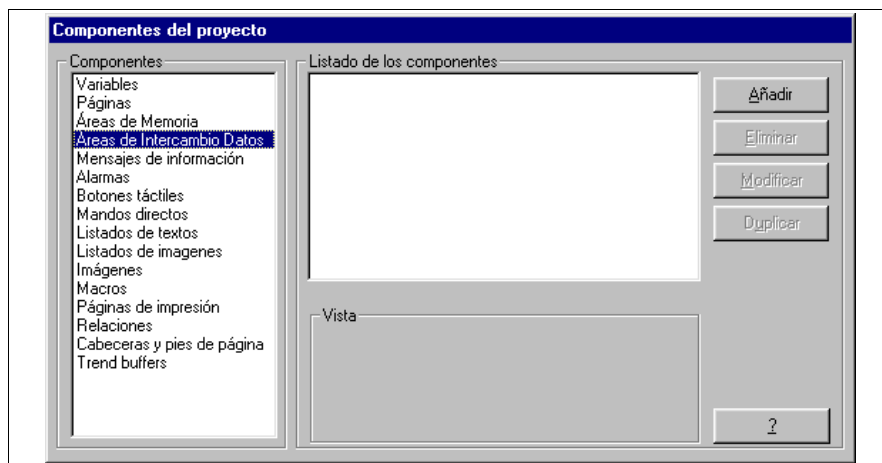 Componentes del proyecto
Componentes
Variables
Páginas
Áreas de Memoria
Áreas de Intercambio Datos
Mensajes de información
Alarmas
Botones táctiles
Mandos directos
Listados de textos
Listados de imagenes
Imágenes
Macros
Páginas de impresión
Relaciones
Cabeceras y pies de página
Trend buffers
Listado de los componentes
Añadir
Eliminar
Modificar
Duplicar
Vista
?